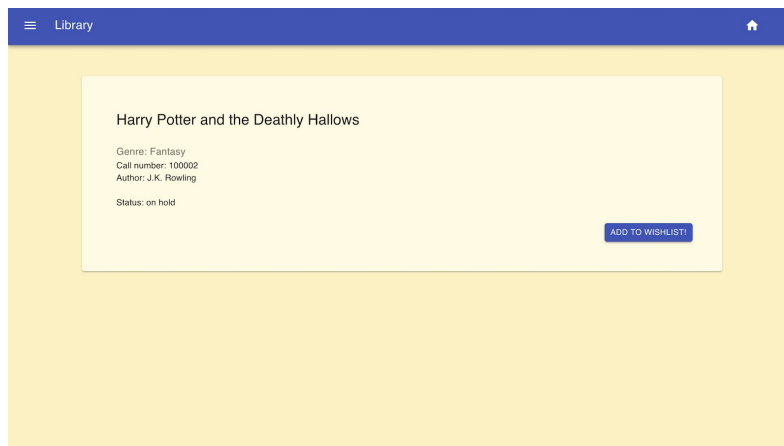 Library
Harry Potter and the Deathly Hallows
Genre: Fantasy
Call number: 100002
Author: J.K. Rowling
Status: on hold
ADD TO WISHLIST!